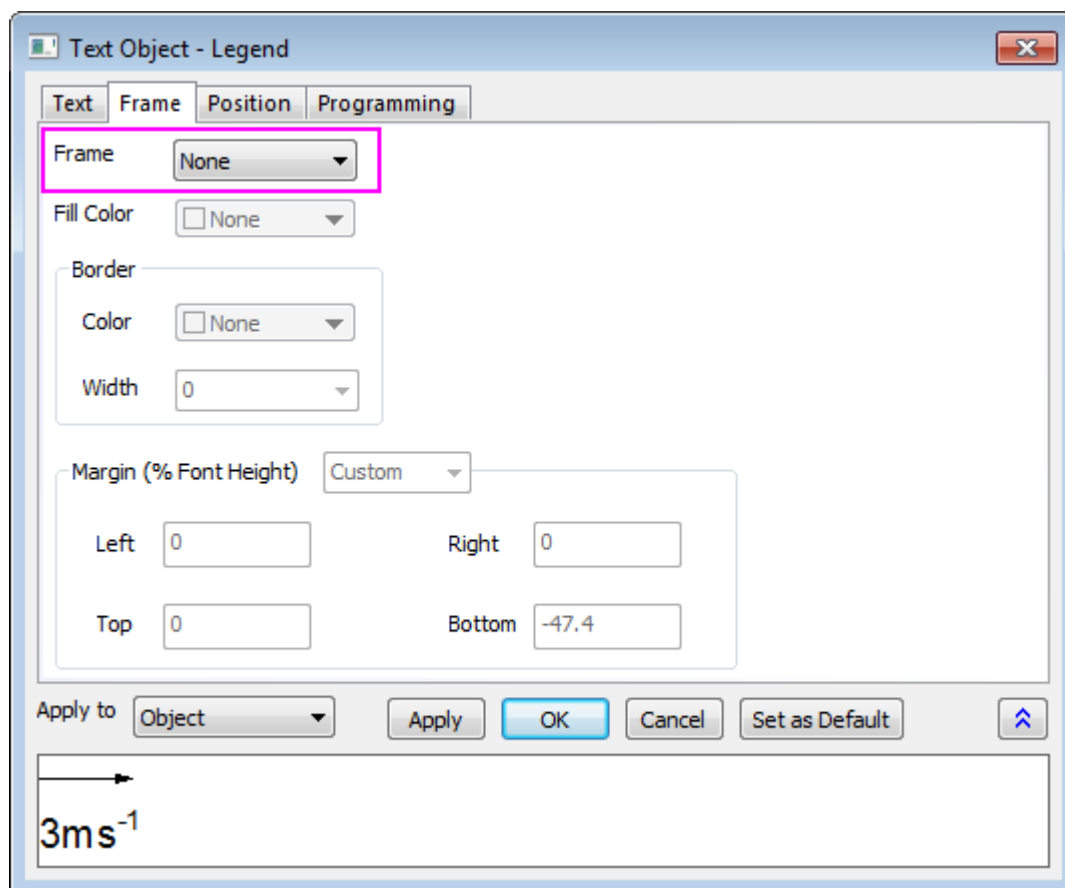 Text Object - Legend
Text Frame Position Programming
Frame None
Fill Color None
Border
Color None
Width 0
Margin (% Font Height) Custom
Left 0 Right 0
Top 0 Bottom -47.4
Apply to Object Apply OK Cancel Set as Default
3ms⁻¹